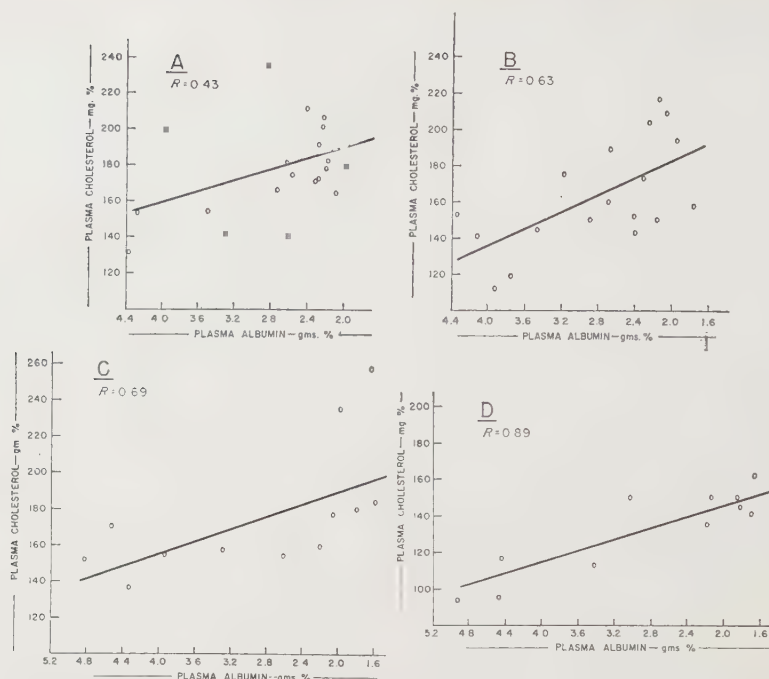 A
R=0.43
PLASMA CHOLESTEROL—mg. %
240
220
200
180
160
140
120
4.4 4.0 3.6 3.2 2.8 2.4 2.0
PLASMA ALBUMIN—gms. %
B
R=0.63
PLASMA CHOLESTEROL—mg. %
240
220
200
180
160
140
120
4.4 4.0 3.6 3.2 2.8 2.4 2.0 1.6
PLASMA ALBUMIN—gms. %
C
R=0.69
PLASMA CHOLESTEROL—gm %
260
240
220
200
180
160
140
120
5.2 4.8 4.4 4.0 3.6 3.2 2.8 2.4 2.0 1.6
PLASMA ALBUMIN—gms %
D
R=0.89
PLASMA CHOLLSTEROL—mg %
200
180
160
140
120
100
5.2 4.8 4.4 4.0 3.6 3.2 2.8 2.4 2.0 1.6
PLASMA ALBUMIN—gms %